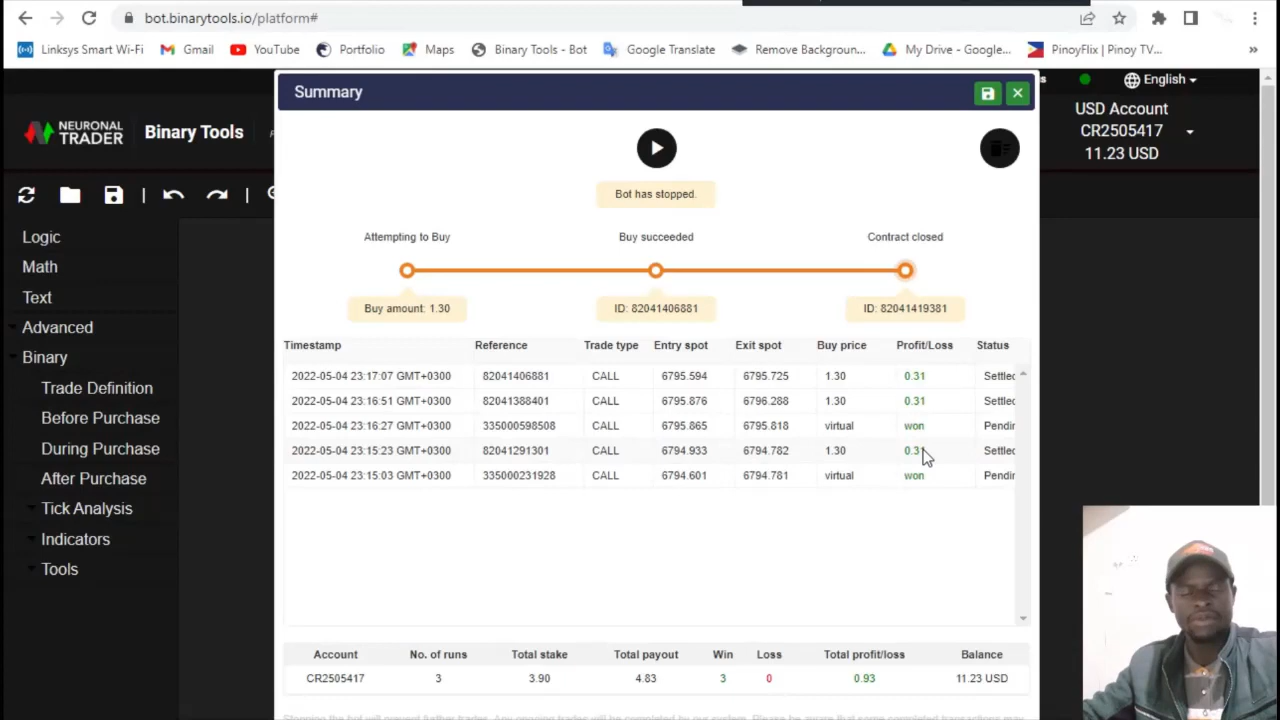 bot.binarytools.io/platform#
Linksys Smart Wi-Fi Gmail YouTube Portfolio Maps Binary Tools - Bot Google Translate Remove Backgroun... My Drive - Google... PinoyFlix | Pinoy TV... »
Summary
English
NEURONAL TRADER
Binary Tools
USD Account
CR2505417
11.23 USD
Bot has stopped.
Logic
Math
Text
Advanced
Binary
Trade Definition
Before Purchase
During Purchase
After Purchase
Tick Analysis
Indicators
Tools
Attempting to Buy Buy succeeded Contract closed
Buy amount: 1.30 ID: 82041406881 ID: 82041419381
Timestamp Reference Trade type Entry spot Exit spot Buy price Profit/Loss Status
2022-05-04 23:17:07 GMT+0300 82041406881 CALL 6795.594 6795.725 1.30 0.31 Settlec
2022-05-04 23:16:51 GMT+0300 82041388401 CALL 6795.876 6796.288 1.30 0.31 Settlec
2022-05-04 23:16:27 GMT+0300 335000598508 CALL 6795.865 6795.818 virtual won Pendin
2022-05-04 23:15:23 GMT+0300 82041291301 CALL 6794.933 6794.782 1.30 0.31 Settlec
2022-05-04 23:15:03 GMT+0300 335000231928 CALL 6794.601 6794.781 virtual won Pendin
Account No. of runs Total stake Total payout Win Loss Total profit/loss Balance
CR2505417 3 3.90 4.83 3 0 0.93 11.23 USD